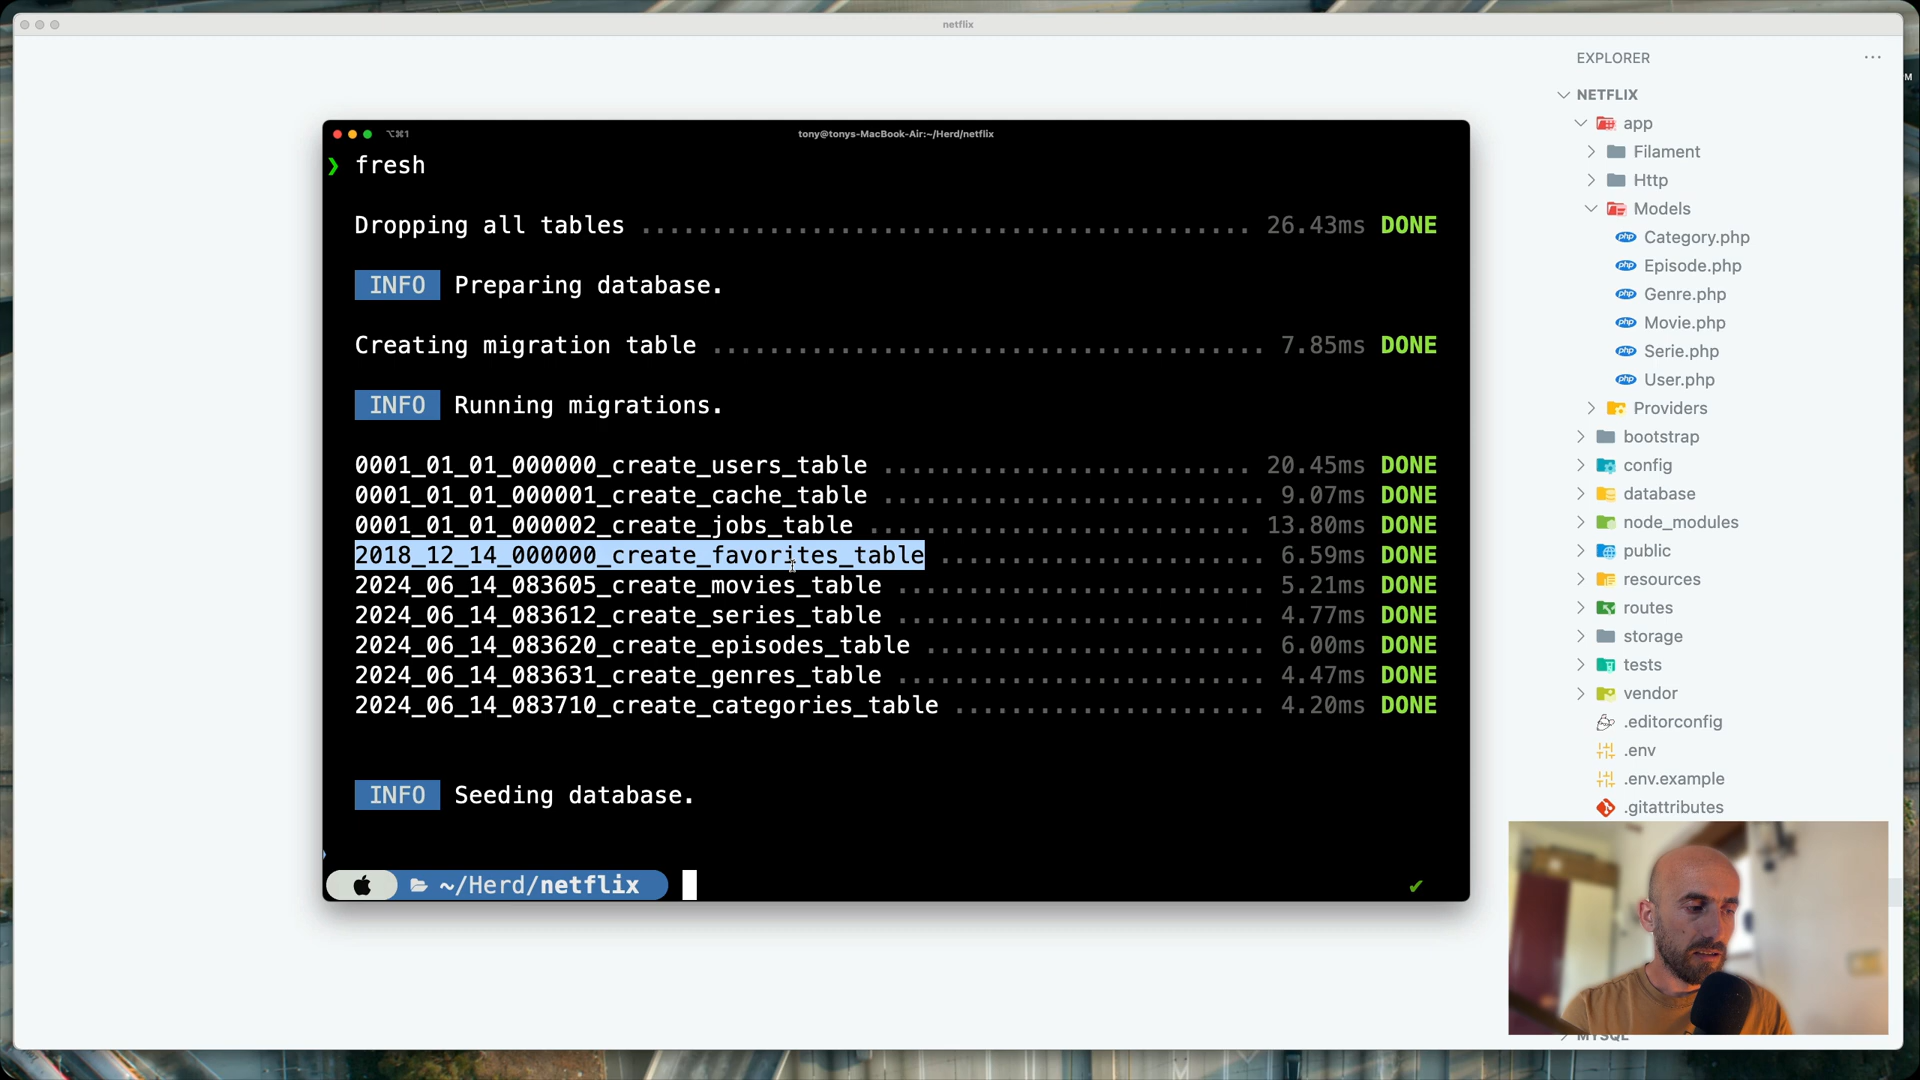 netflix
EXPLORER
NETFLIX
app
Filament
Http
Models
Category.php
Episode.php
Genre.php
Movie.php
Serie.php
User.php
Providers
bootstrap
config
database
node_modules
public
resources
routes
storage
tests
vendor
.editorconfig
.env
.env.example
.gitattributes
MYSQL
⌥⌘1 tony@tonys-MacBook-Air:~/Herd/netflix
❯ fresh
Dropping all tables ........................................... 26.43ms DONE
INFO Preparing database.
Creating migration table ....................................... 7.85ms DONE
INFO Running migrations.
0001_01_01_000000_create_users_table .......................... 20.45ms DONE
0001_01_01_000001_create_cache_table ........................... 9.07ms DONE
0001_01_01_000002_create_jobs_table ........................... 13.80ms DONE
2018_12_14_000000_create_favorites_table ....................... 6.59ms DONE
2024_06_14_083605_create_movies_table .......................... 5.21ms DONE
2024_06_14_083612_create_series_table .......................... 4.77ms DONE
2024_06_14_083620_create_episodes_table ........................ 6.00ms DONE
2024_06_14_083631_create_genres_table .......................... 4.47ms DONE
2024_06_14_083710_create_categories_table ...................... 4.20ms DONE
INFO Seeding database.
~/Herd/netflix ✔